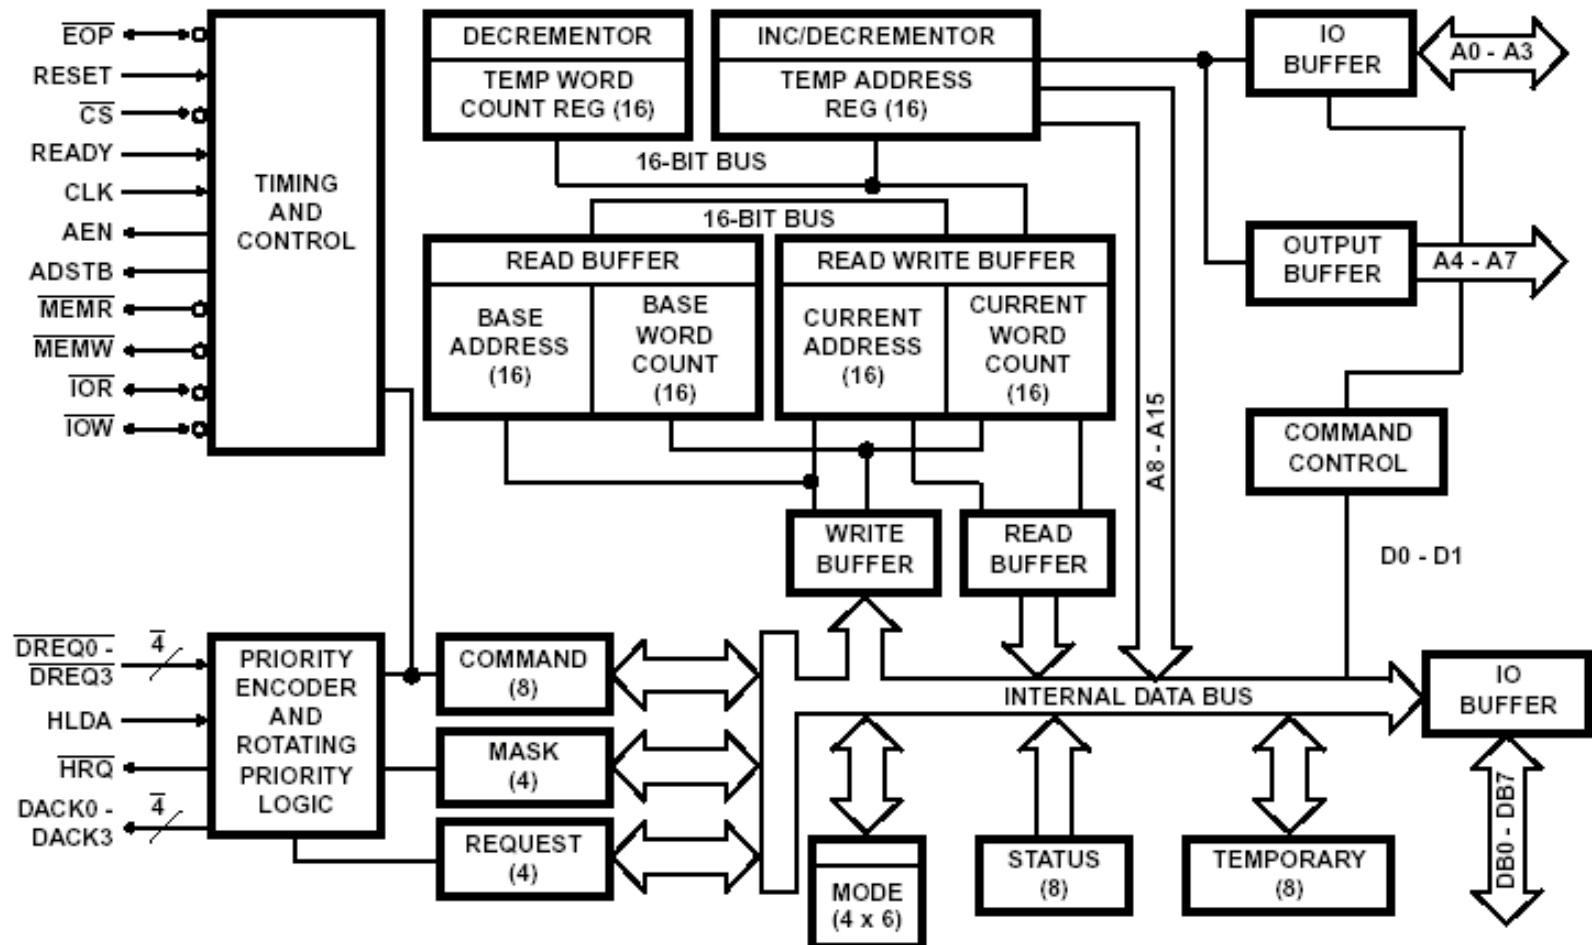 EOP
RESET
CS
READY
CLK
AEN
ADSTB
MEMR
MEMW
IOR
IOW
TIMING
AND
CONTROL
DECREMENTOR
TEMP WORD
COUNT REG (16)
INC/DECREMENTOR
TEMP ADDRESS
REG (16)
IO
BUFFER
A0 - A3
16-BIT BUS
16-BIT BUS
READ BUFFER
BASE
ADDRESS
(16)
BASE
WORD
COUNT
(16)
READ WRITE BUFFER
CURRENT
ADDRESS
(16)
CURRENT
WORD
COUNT
(16)
A8 - A15
OUTPUT
BUFFER
A4 - A7
COMMAND
CONTROL
WRITE
BUFFER
READ
BUFFER
D0 - D1
DREQ0 -
DREQ3
4
HLDA
HRQ
DACK0 -
DACK3
4
PRIORITY
ENCODER
AND
ROTATING
PRIORITY
LOGIC
COMMAND
(8)
MASK
(4)
REQUEST
(4)
INTERNAL DATA BUS
IO
BUFFER
MODE
(4 x 6)
STATUS
(8)
TEMPORARY
(8)
DB0 - DB7